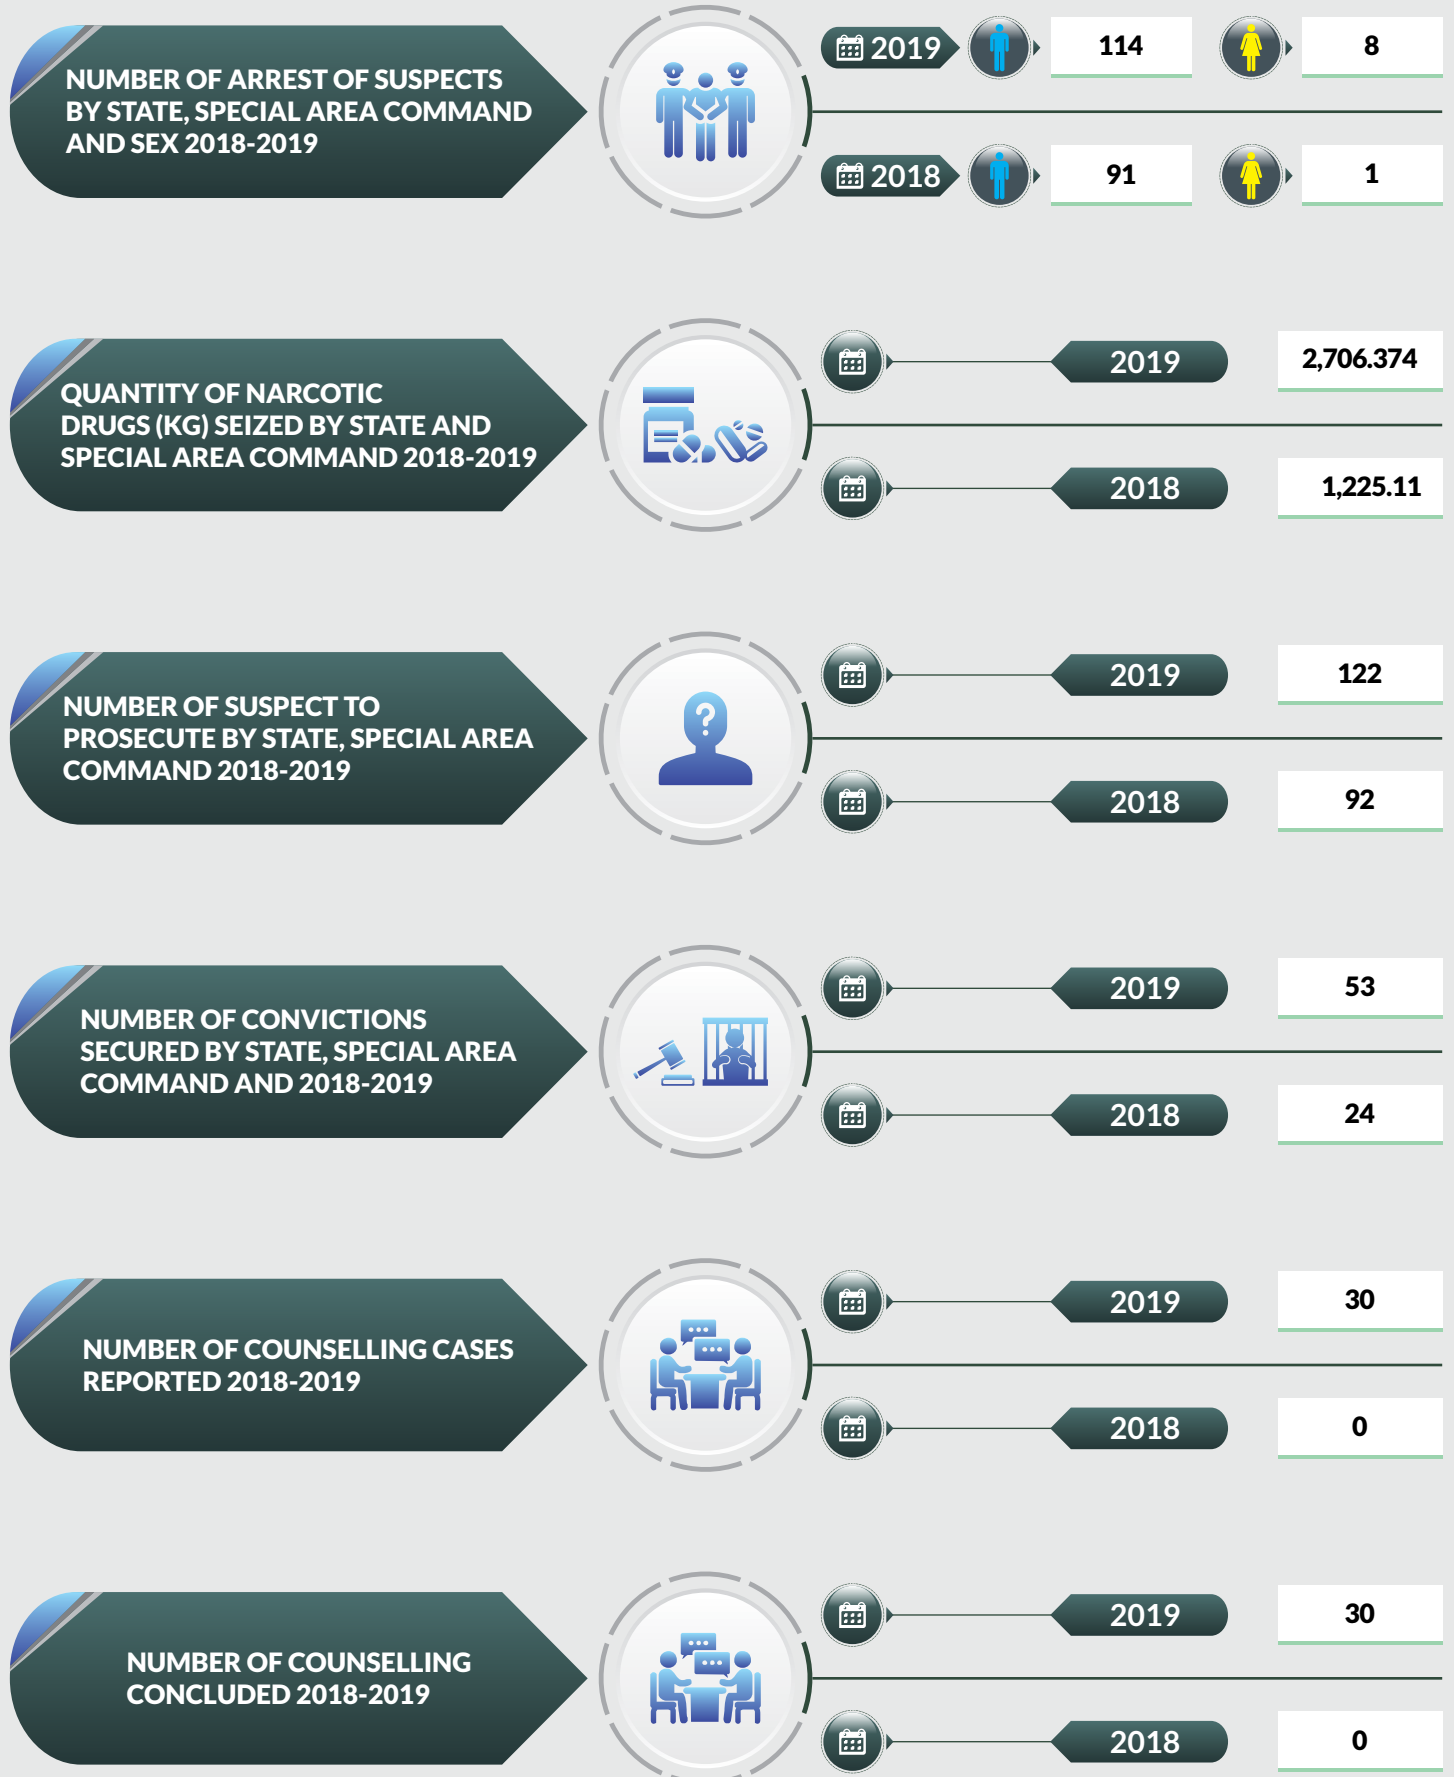 NUMBER OF ARREST OF SUSPECTS
BY STATE, SPECIAL AREA COMMAND
AND SEX 2018-2019
2019
114
8
2018
91
1
QUANTITY OF NARCOTIC
DRUGS (KG) SEIZED BY STATE AND
SPECIAL AREA COMMAND 2018-2019
2019
2,706.374
2018
1,225.11
NUMBER OF SUSPECT TO
PROSECUTE BY STATE, SPECIAL AREA
COMMAND 2018-2019
?
2019
122
2018
92
NUMBER OF CONVICTIONS
SECURED BY STATE, SPECIAL AREA
COMMAND AND 2018-2019
2019
53
2018
24
NUMBER OF COUNSELLING CASES
REPORTED 2018-2019
2019
30
2018
0
NUMBER OF COUNSELLING
CONCLUDED 2018-2019
2019
30
2018
0